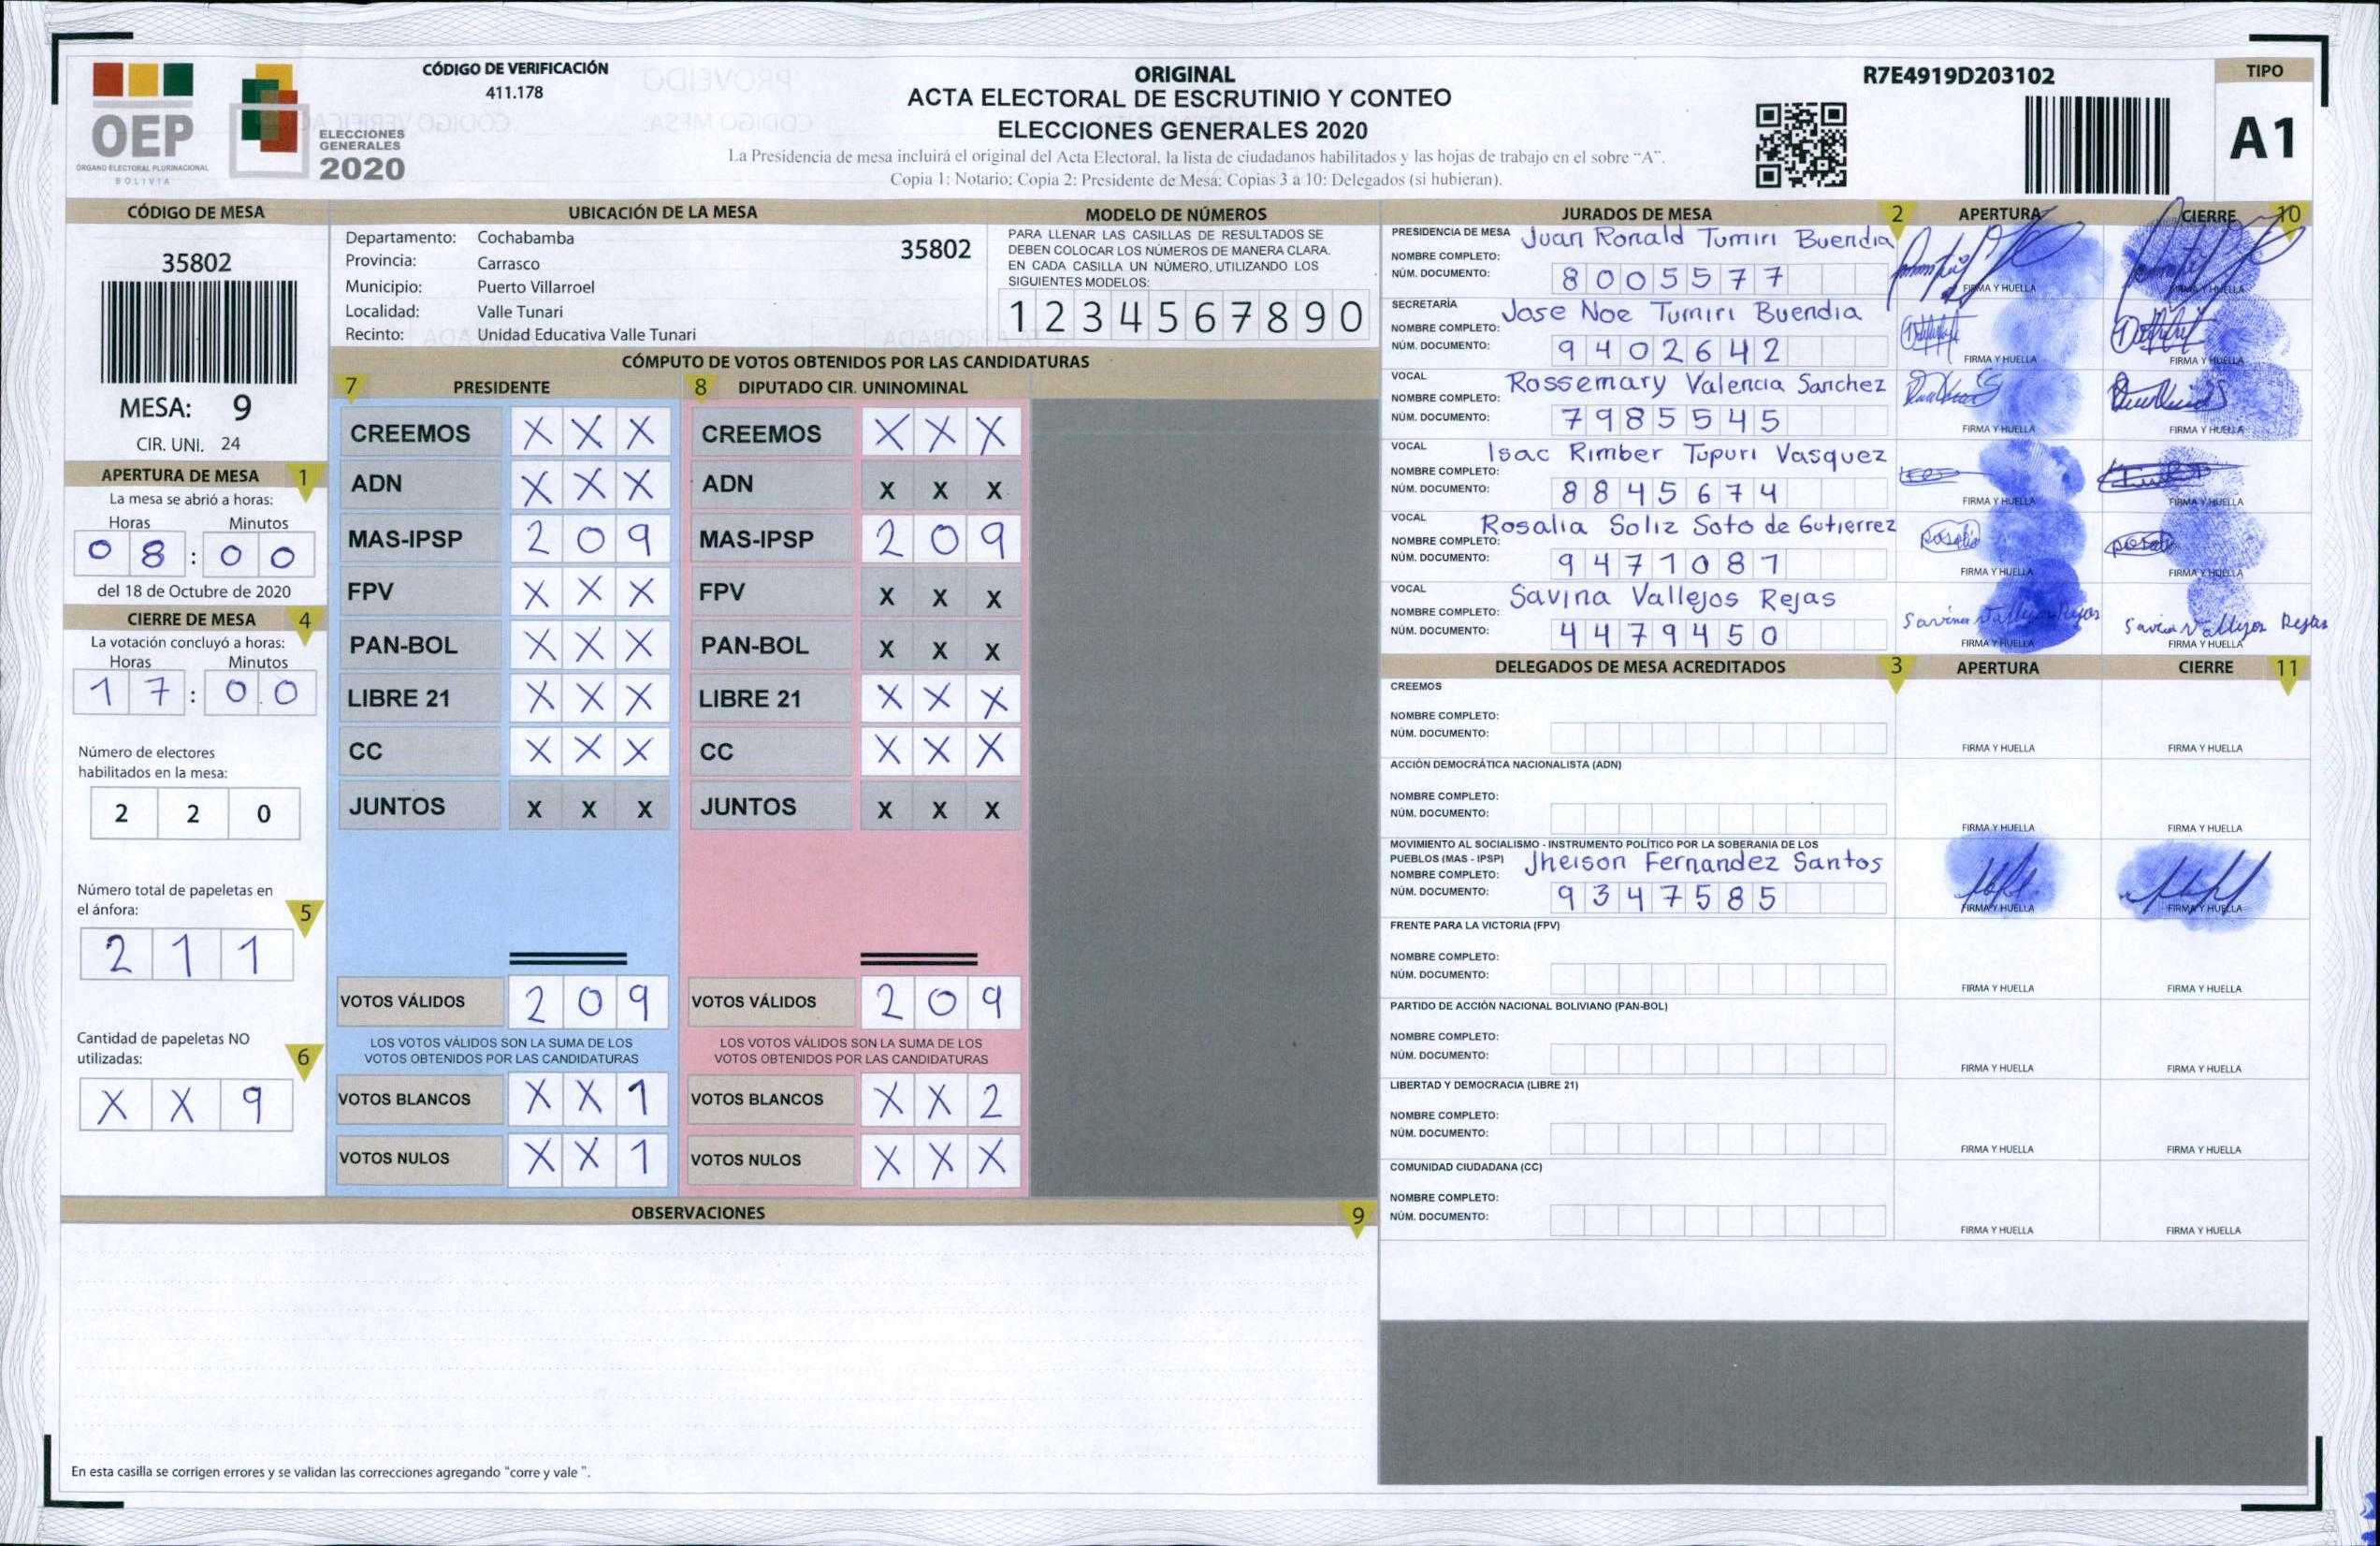 OEP
ÓRGANO ELECTORAL PLURINACIONAL
BOLIVIA
ELECCIONES
GENERALES
2020
CÓDIGO DE VERIFICACIÓN
411.178
ORIGINAL
ACTA ELECTORAL DE ESCRUTINIO Y CONTEO
ELECCIONES GENERALES 2020
La Presidencia de mesa incluirá el original del Acta Electoral, la lista de ciudadanos habilitados y las hojas de trabajo en el sobre "A".
Copia 1: Notario; Copia 2: Presidente de Mesa; Copias 3 a 10: Delegados (si hubieran).
R7E4919D203102
TIPO
A1
CÓDIGO DE MESA
35802
MESA: 9
CIR. UNI. 24
APERTURA DE MESA 1
La mesa se abrió a horas:
Horas Minutos
0 8 : 0 0
del 18 de Octubre de 2020
CIERRE DE MESA 4
La votación concluyó a horas:
Horas Minutos
1 7 : 0 0
Número de electores
habilitados en la mesa:
2 2 0
Número total de papeletas en
el ánfora: 5
2 1 1
Cantidad de papeletas NO
utilizadas: 6
X X 9
UBICACIÓN DE LA MESA
Departamento: Cochabamba
Provincia: Carrasco
Municipio: Puerto Villarroel
Localidad: Valle Tunari
Recinto: Unidad Educativa Valle Tunari
35802
MODELO DE NÚMEROS
PARA LLENAR LAS CASILLAS DE RESULTADOS SE
DEBEN COLOCAR LOS NÚMEROS DE MANERA CLARA.
EN CADA CASILLA UN NÚMERO, UTILIZANDO LOS
SIGUIENTES MODELOS:
1 2 3 4 5 6 7 8 9 0
CÓMPUTO DE VOTOS OBTENIDOS POR LAS CANDIDATURAS
7 PRESIDENTE
CREEMOS X X X
ADN X X X
MAS-IPSP 2 0 9
FPV X X X
PAN-BOL X X X
LIBRE 21 X X X
CC X X X
JUNTOS X X X
VOTOS VÁLIDOS 2 0 9
LOS VOTOS VÁLIDOS SON LA SUMA DE LOS
VOTOS OBTENIDOS POR LAS CANDIDATURAS
VOTOS BLANCOS X X 1
VOTOS NULOS X X 1
8 DIPUTADO CIR. UNINOMINAL
CREEMOS X X X
ADN X X X
MAS-IPSP 2 0 9
FPV X X X
PAN-BOL X X X
LIBRE 21 X X X
CC X X X
JUNTOS X X X
VOTOS VÁLIDOS 2 0 9
LOS VOTOS VÁLIDOS SON LA SUMA DE LOS
VOTOS OBTENIDOS POR LAS CANDIDATURAS
VOTOS BLANCOS X X 2
VOTOS NULOS X X X
OBSERVACIONES 9
En esta casilla se corrigen errores y se validan las correcciones agregando "corre y vale ".
JURADOS DE MESA 2 APERTURA CIERRE 10
PRESIDENCIA DE MESA Juan Ronald Tumiri Buendia
NOMBRE COMPLETO:
NÚM. DOCUMENTO: 8005577
FIRMA Y HUELLA
SECRETARÍA Jose Noe Tumiri Buendia
NOMBRE COMPLETO:
NÚM. DOCUMENTO: 9402642
FIRMA Y HUELLA FIRMA Y HUELLA
VOCAL Rossemary Valencia Sanchez
NOMBRE COMPLETO:
NÚM. DOCUMENTO: 7985545
FIRMA Y HUELLA FIRMA Y HUELLA
VOCAL Isac Rimber Tupuri Vasquez
NOMBRE COMPLETO:
NÚM. DOCUMENTO: 8845674
FIRMA Y HUELLA FIRMA Y HUELLA
VOCAL Rosalia Soliz Soto de Gutierrez
NOMBRE COMPLETO:
NÚM. DOCUMENTO: 9471087
FIRMA Y HUELLA FIRMA Y HUELLA
VOCAL Savina Vallejos Rejas
NOMBRE COMPLETO:
NÚM. DOCUMENTO: 4479450
FIRMA Y HUELLA FIRMA Y HUELLA
DELEGADOS DE MESA ACREDITADOS 3 APERTURA CIERRE 11
CREEMOS
NOMBRE COMPLETO:
NÚM. DOCUMENTO:
FIRMA Y HUELLA FIRMA Y HUELLA
ACCIÓN DEMOCRÁTICA NACIONALISTA (ADN)
NOMBRE COMPLETO:
NÚM. DOCUMENTO:
FIRMA Y HUELLA FIRMA Y HUELLA
MOVIMIENTO AL SOCIALISMO - INSTRUMENTO POLÍTICO POR LA SOBERANIA DE LOS
PUEBLOS (MAS - IPSP) Jheison Fernandez Santos
NOMBRE COMPLETO:
NÚM. DOCUMENTO: 9347585
FIRMA Y HUELLA FIRMA Y HUELLA
FRENTE PARA LA VICTORIA (FPV)
NOMBRE COMPLETO:
NÚM. DOCUMENTO:
FIRMA Y HUELLA FIRMA Y HUELLA
PARTIDO DE ACCIÓN NACIONAL BOLIVIANO (PAN-BOL)
NOMBRE COMPLETO:
NÚM. DOCUMENTO:
FIRMA Y HUELLA FIRMA Y HUELLA
LIBERTAD Y DEMOCRACIA (LIBRE 21)
NOMBRE COMPLETO:
NÚM. DOCUMENTO:
FIRMA Y HUELLA FIRMA Y HUELLA
COMUNIDAD CIUDADANA (CC)
NOMBRE COMPLETO:
NÚM. DOCUMENTO:
FIRMA Y HUELLA FIRMA Y HUELLA